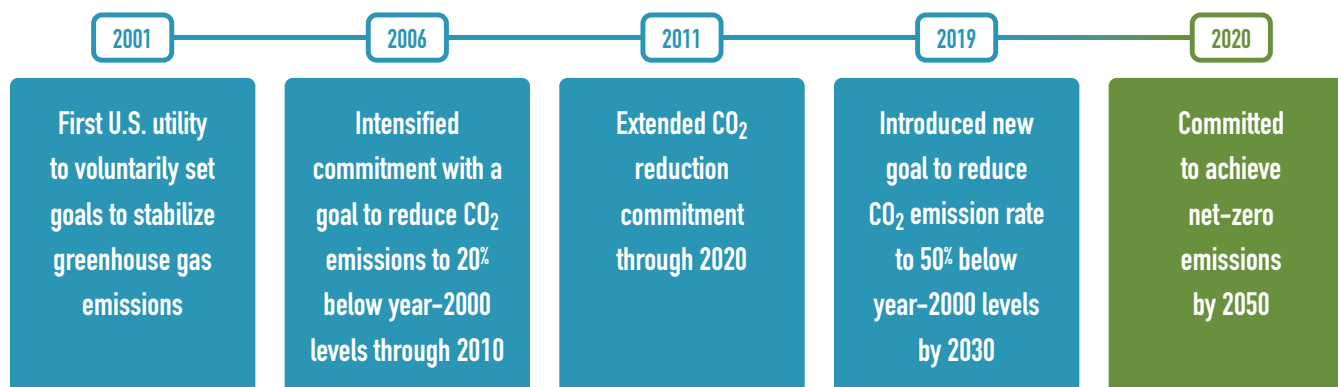 2001
First U.S. utility
to voluntarily set
goals to stabilize
greenhouse gas
emissions
2006
Intensified
commitment with a
goal to reduce CO₂
emissions to 20%
below year-2000
levels through 2010
2011
Extended CO₂
reduction
commitment
through 2020
2019
Introduced new
goal to reduce
CO₂ emission rate
to 50% below
year-2000 levels
by 2030
2020
Committed
to achieve
net-zero
emissions
by 2050